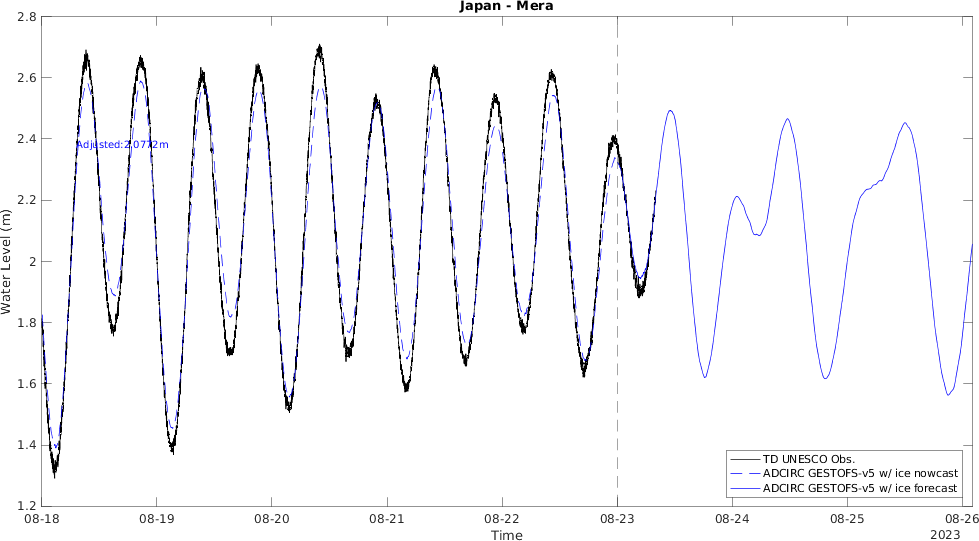 Japan - Mera
2.8
2.6
2.4
2.2
2
1.8
1.6
1.4
1.2
Water Level (m)
Adjusted:2.0772m
TD UNESCO Obs.
ADCIRC GESTOFS-v5 w/ ice nowcast
ADCIRC GESTOFS-v5 w/ ice forecast
08-18 08-19 08-20 08-21 08-22 08-23 08-24 08-25 08-26
Time
2023